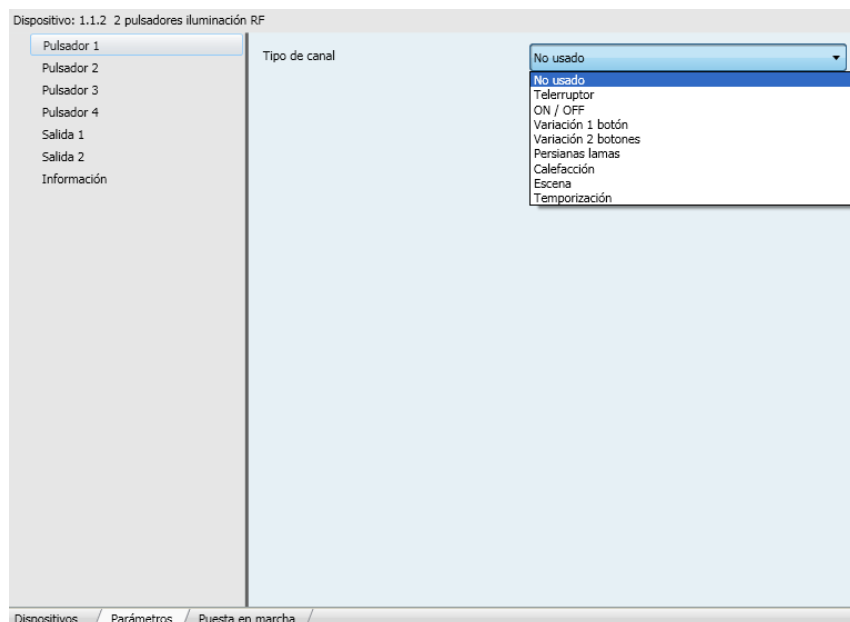 Dispositivo: 1.1.2 2 pulsadores iluminación RF
Pulsador 1
Pulsador 2
Pulsador 3
Pulsador 4
Salida 1
Salida 2
Información
Tipo de canal
No usado
No usado
Telerruptor
ON / OFF
Variación 1 botón
Variación 2 botones
Persianas lamas
Calefacción
Escena
Temporización
Dispositivos / Parámetros / Puesta en marcha /